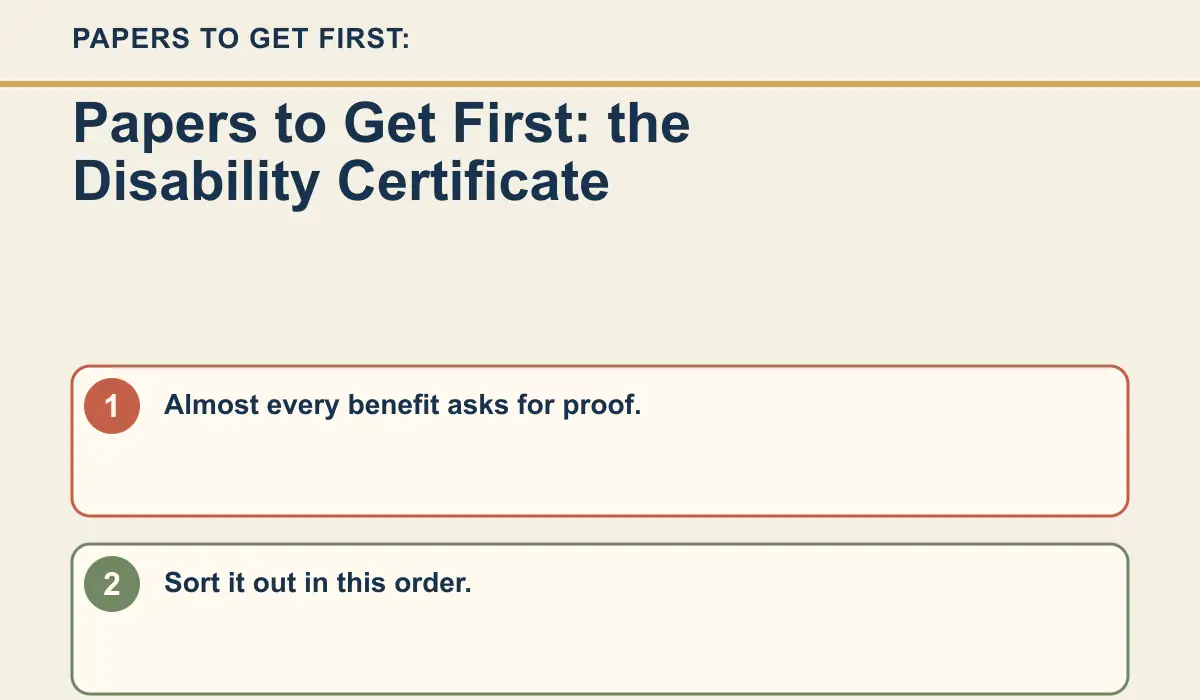 PAPERS TO GET FIRST:
Papers to Get First: the
Disability Certificate
1 Almost every benefit asks for proof.
2 Sort it out in this order.